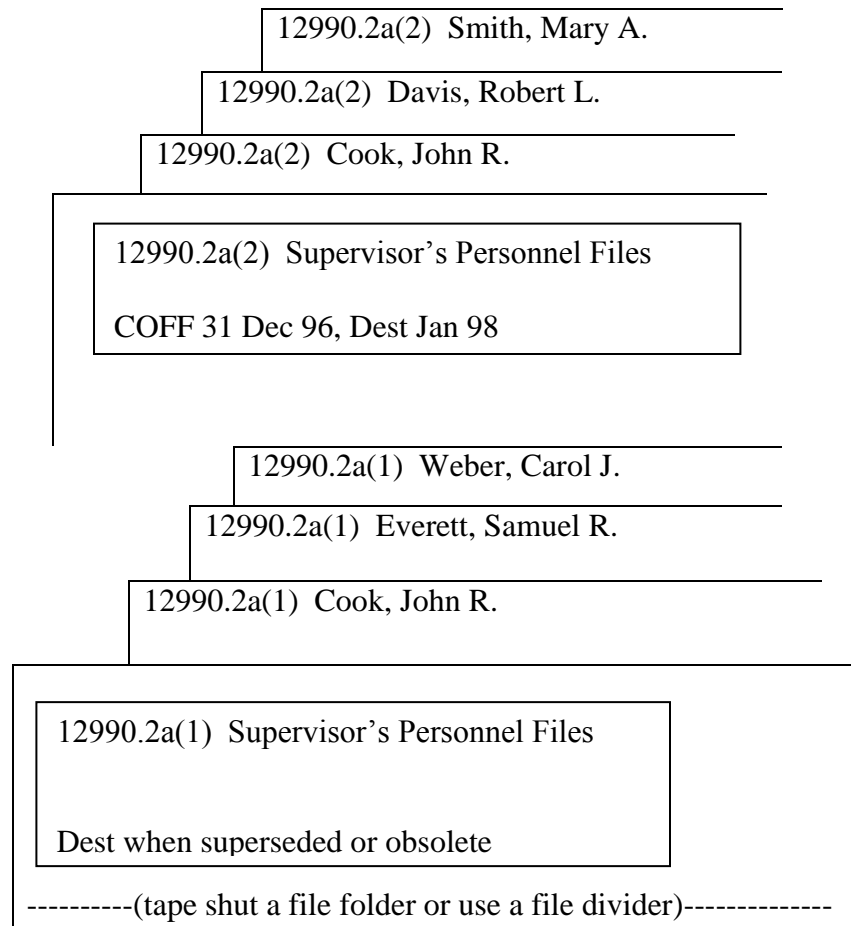 12990.2a(2)  Smith, Mary A.
12990.2a(2)  Davis, Robert L.
12990.2a(2)  Cook, John R.
12990.2a(2)  Supervisor’s Personnel Files
COFF 31 Dec 96, Dest Jan 98
12990.2a(1)  Weber, Carol J.
12990.2a(1)  Everett, Samuel R.
12990.2a(1)  Cook, John R.
12990.2a(1)  Supervisor’s Personnel Files
Dest when superseded or obsolete
----------(tape shut a file folder or use a file divider)--------------